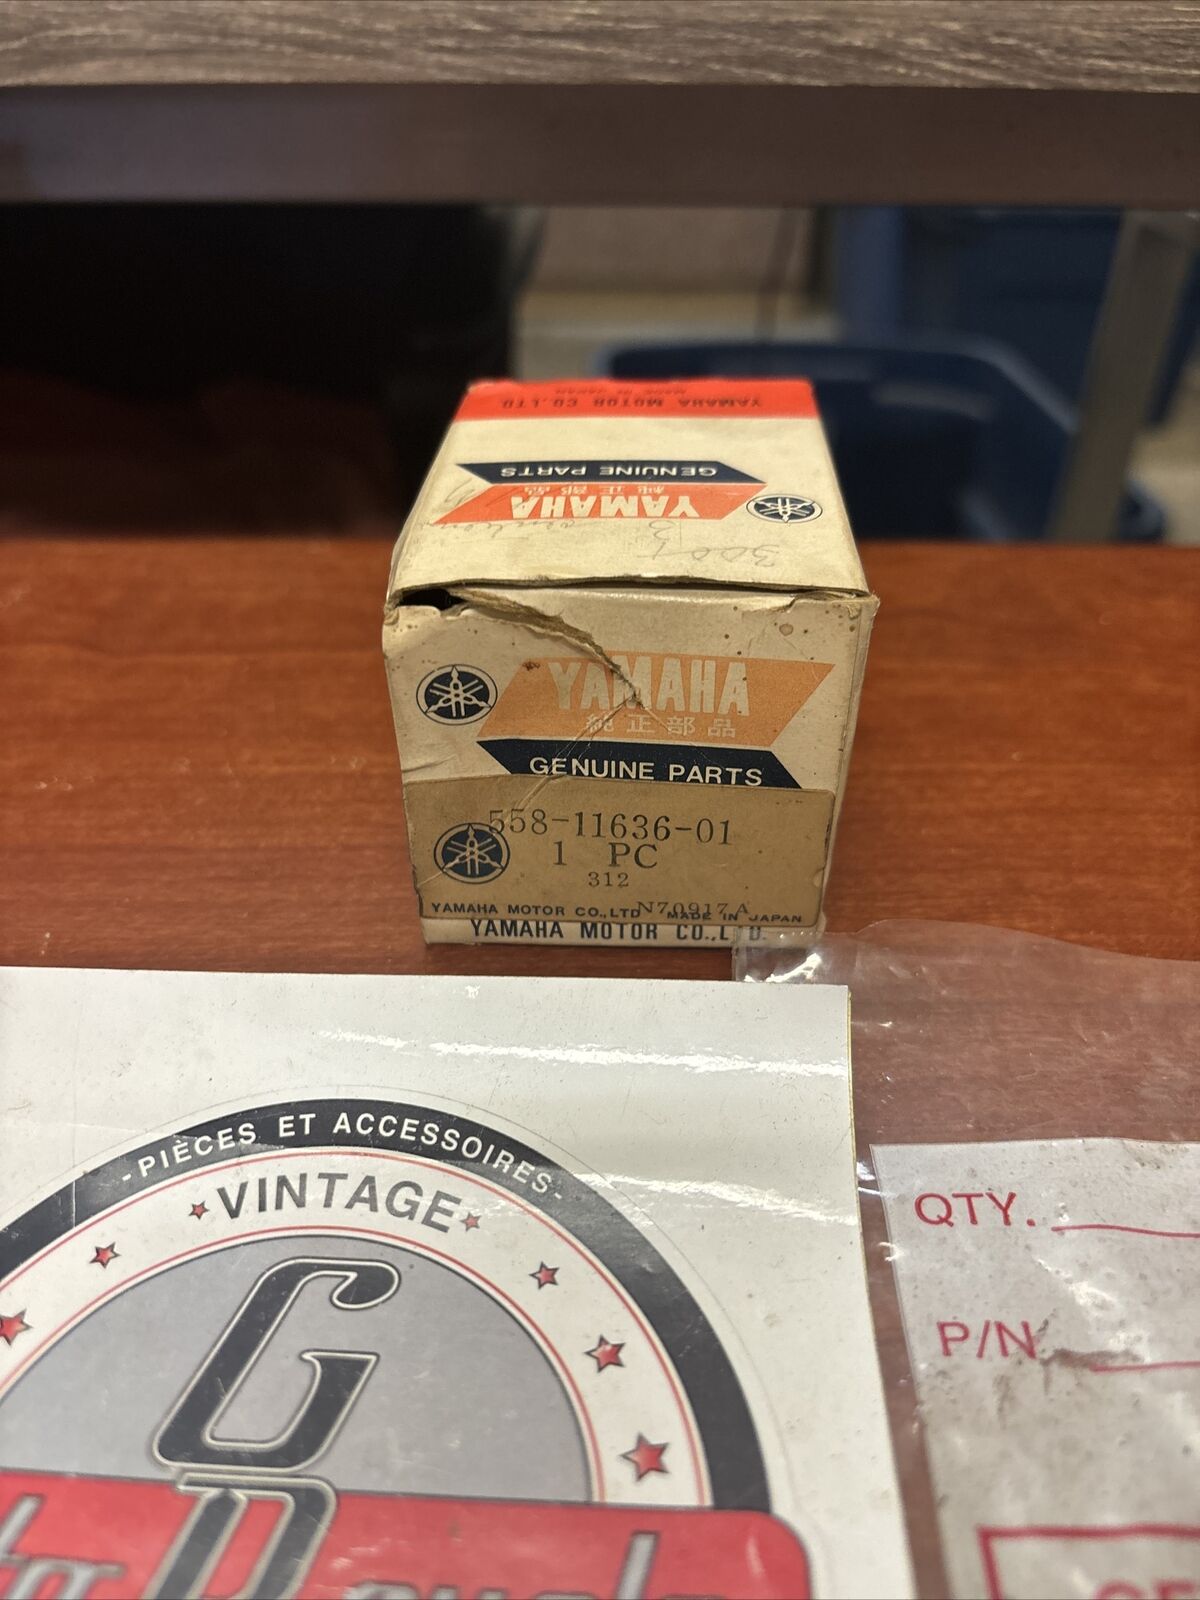 YAMAHA MOTOR CO.,LTD.
MADE IN JAPAN
GENUINE PARTS
純正部品
YAMAHA
300
YAMAHA
純正部品
GENUINE PARTS
558-11636-01
1 PC
312
N70917A
YAMAHA MOTOR CO.,LTD MADE IN JAPAN
YAMAHA MOTOR CO.,LTD.
-PIÈCES ET ACCESSOIRES-
VINTAGE
G
QTY.
P/N